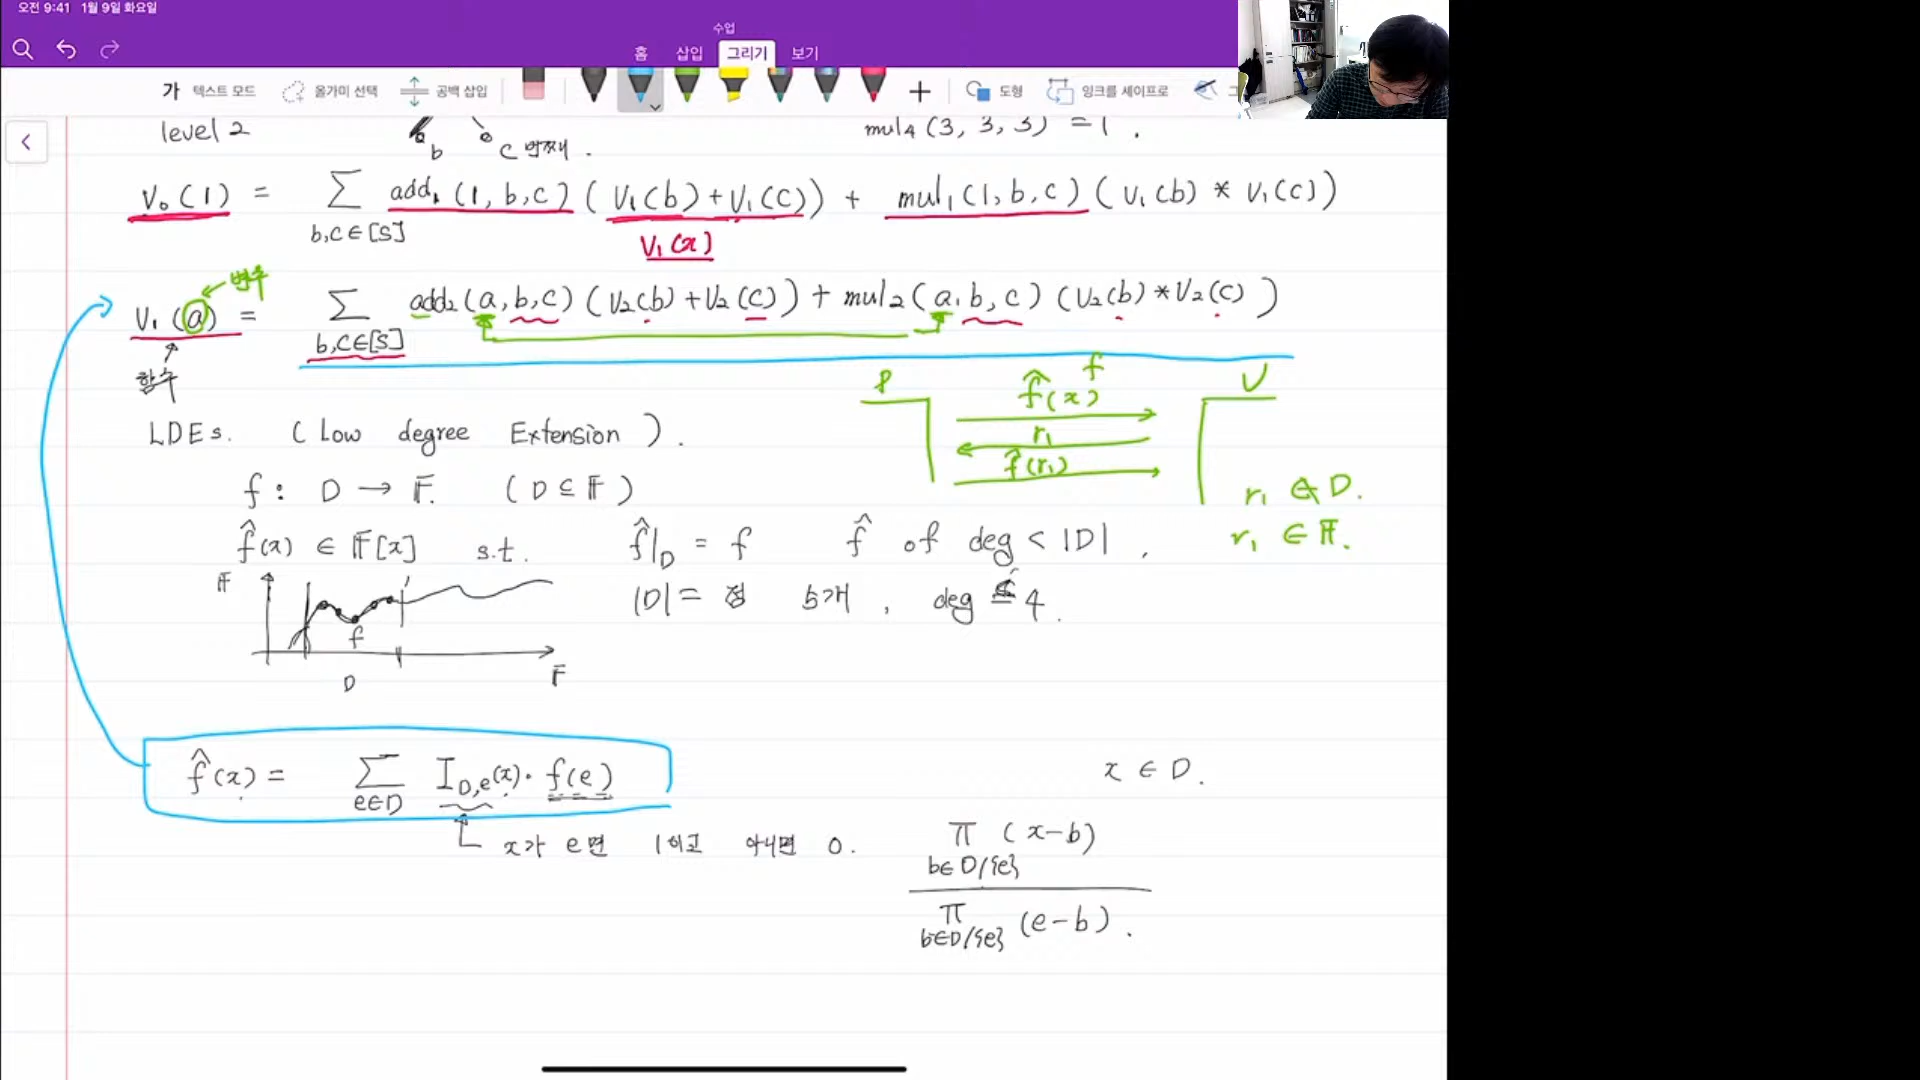 오전 9:41 1월 9일 화요일
수업
홈 삽입 그리기 보기
가 텍스트 모드 올가미 선택 공백 삽입 도형 잉크를 셰이프로 그
level 2
b c 번째.
mul₄(3, 3, 3) = 1.
V₀(1) = Σ add₁(1, b, c)(V₁(b)+V₁(c)) + mul₁(1, b, c)(V₁(b) * V₁(c))
b,c∈[S]
V₁(x)
변수
V₁(a) = Σ add₂(a, b, c)(V₂(b)+V₂(c)) + mul₂(a, b, c)(V₂(b)*V₂(c))
b,c∈[S]
함수
P f V
f̂(x)
r₁
f̂(r₁)
LDEs. (Low degree Extension).
f: D → 𝔽. (D ⊆ 𝔽)
r₁ ∉ D.
f̂(x) ∈ 𝔽[x] s.t. f̂|_D = f f̂ of deg < |D|,
r₁ ∈ 𝔽.
|D| = 점 5개, deg = 4.
𝔽
f
D
𝔽
f̂(x) = Σ I_{D,e}(x)· f(e)
e∈D
x ∈ D.
x가 e면 1이고 아니면 0.
π (x-b)
b∈D/{e}
π (e-b).
b∈D/{e}